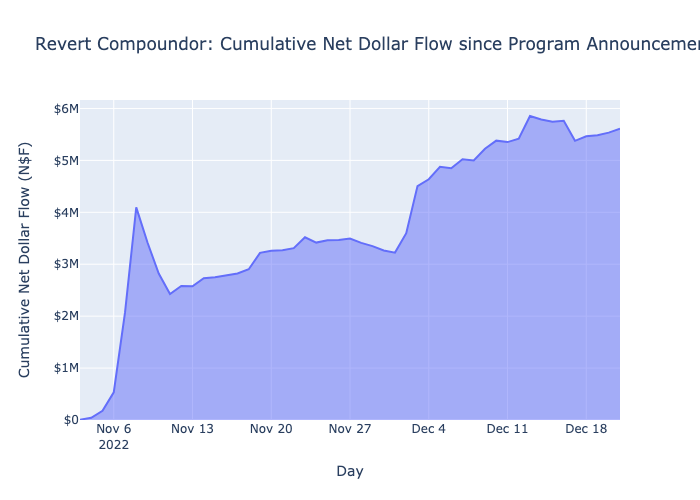 Revert Compoundor: Cumulative Net Dollar Flow since Program
Cumulative Net Dollar Flow (N$F)
$6M
$5M
$4M
$3M
$2M
$1M
$0
Nov 6 Nov 13 Nov 20 Nov 27 Dec 4 Dec 11 Dec 18
2022
Day